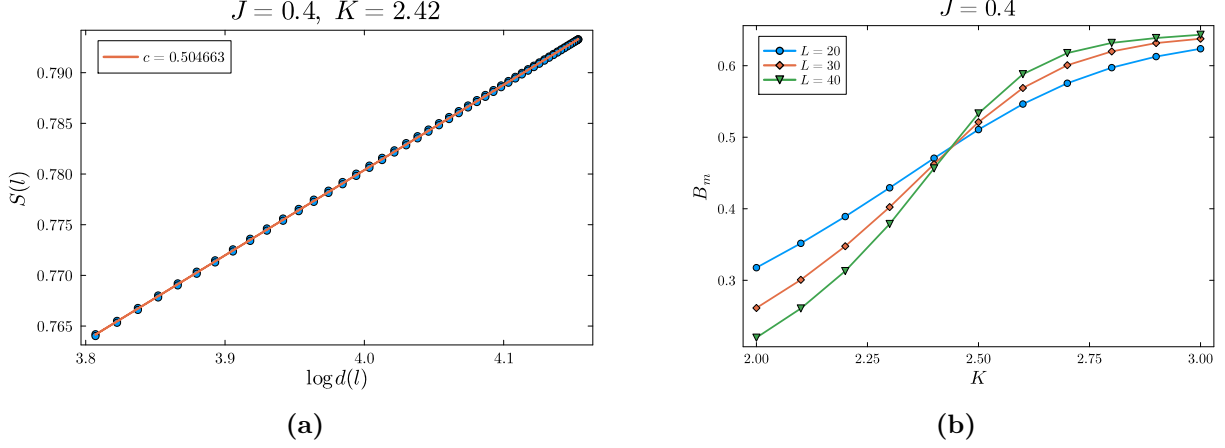 J = 0.4, K = 2.42
c = 0.504663
S(l)
0.790
0.785
0.780
0.775
0.770
0.765
3.8
3.9
4.0
4.1
log d(l)
(a)
J = 0.4
L = 20
L = 30
L = 40
B_m
0.6
0.5
0.4
0.3
2.00
2.25
2.50
2.75
3.00
K
(b)